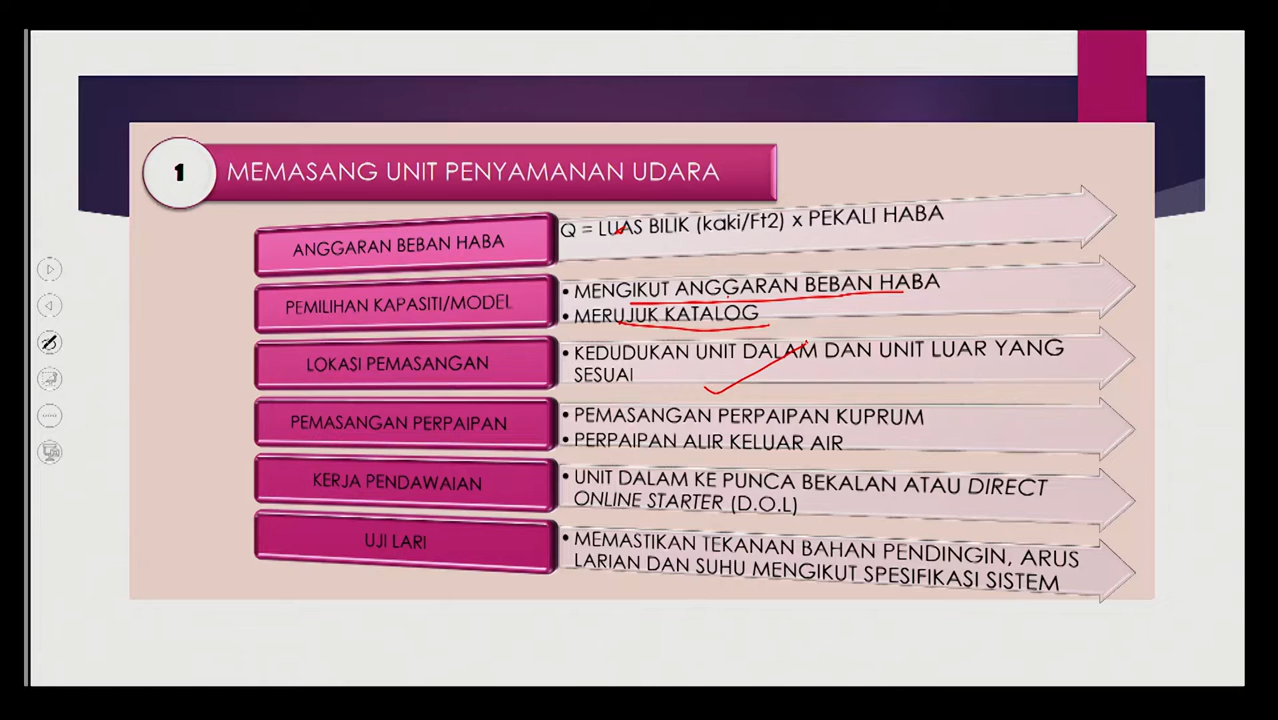 1
MEMASANG UNIT PENYAMANAN UDARA
ANGGARAN BEBAN HABA
Q = LUAS BILIK (kaki/Ft2) x PEKALI HABA
PEMILIHAN KAPASITI/MODEL
• MENGIKUT ANGGARAN BEBAN HABA
• MERUJUK KATALOG
LOKASI PEMASANGAN
• KEDUDUKAN UNIT DALAM DAN UNIT LUAR YANG
SESUAI
PEMASANGAN PERPAIPAN
• PEMASANGAN PERPAIPAN KUPRUM
• PERPAIPAN ALIR KELUAR AIR
KERJA PENDAWAIAN
• UNIT DALAM KE PUNCA BEKALAN ATAU DIRECT
ONLINE STARTER (D.O.L)
UJI LARI
• MEMASTIKAN TEKANAN BAHAN PENDINGIN, ARUS
LARIAN DAN SUHU MENGIKUT SPESIFIKASI SISTEM